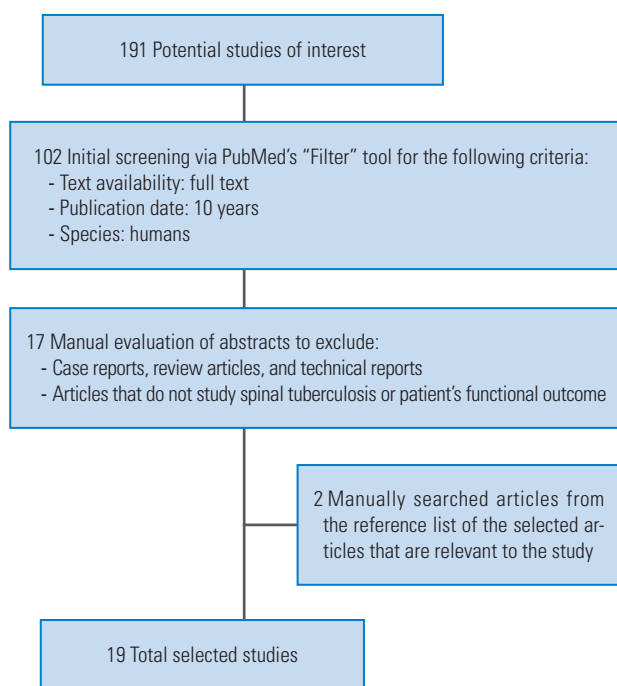 191 Potential studies of interest
102 Initial screening via PubMed's “Filter” tool for the following criteria:
- Text availability: full text
- Publication date: 10 years
- Species: humans
17 Manual evaluation of abstracts to exclude:
- Case reports, review articles, and technical reports
- Articles that do not study spinal tuberculosis or patient's functional outcome
2 Manually searched articles from
the reference list of the selected ar-
ticles that are relevant to the study
19 Total selected studies